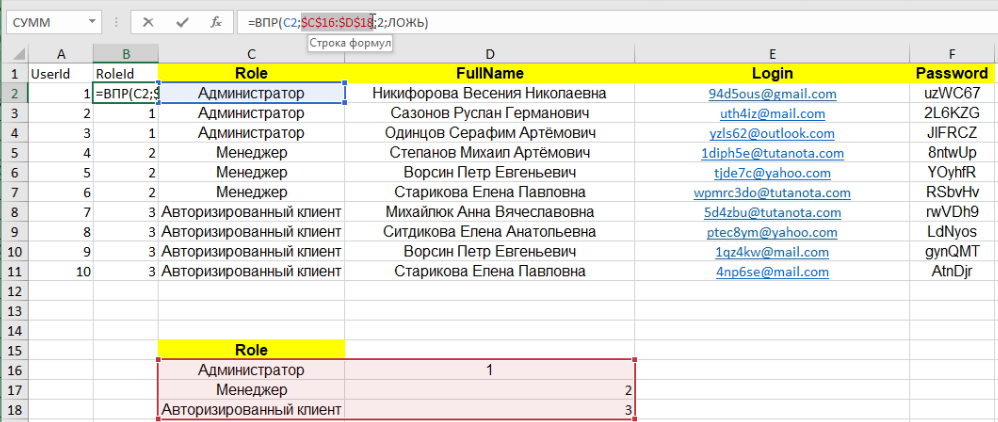 СУММ =ВПР(C2;$C$16:$D$18;2;ЛОЖЬ)
Строка формул
A B C D E F
1 UserId RoleId Role FullName Login Password
2 1 =ВПР(C2;$ Администратор Никифорова Весения Николаевна 94d5ous@gmail.com uzWC67
3 2 1 Администратор Сазонов Руслан Германович uth4iz@mail.com 2L6KZG
4 3 1 Администратор Одинцов Серафим Артёмович yzls62@outlook.com JlFRCZ
5 4 2 Менеджер Степанов Михаил Артёмович 1diph5e@tutanota.com 8ntwUp
6 5 2 Менеджер Ворсин Петр Евгеньевич tjde7c@yahoo.com YOyhfR
7 6 2 Менеджер Старикова Елена Павловна wpmrc3do@tutanota.com RSbvHv
8 7 3 Авторизированный клиент Михайлюк Анна Вячеславовна 5d4zbu@tutanota.com rwVDh9
9 8 3 Авторизированный клиент Ситдикова Елена Анатольевна ptec8ym@yahoo.com LdNyos
10 9 3 Авторизированный клиент Ворсин Петр Евгеньевич 1qz4kw@mail.com gynQMT
11 10 3 Авторизированный клиент Старикова Елена Павловна 4np6se@mail.com AtnDjr
12
13
14
15 Role
16 Администратор 1
17 Менеджер 2
18 Авторизированный клиент 3